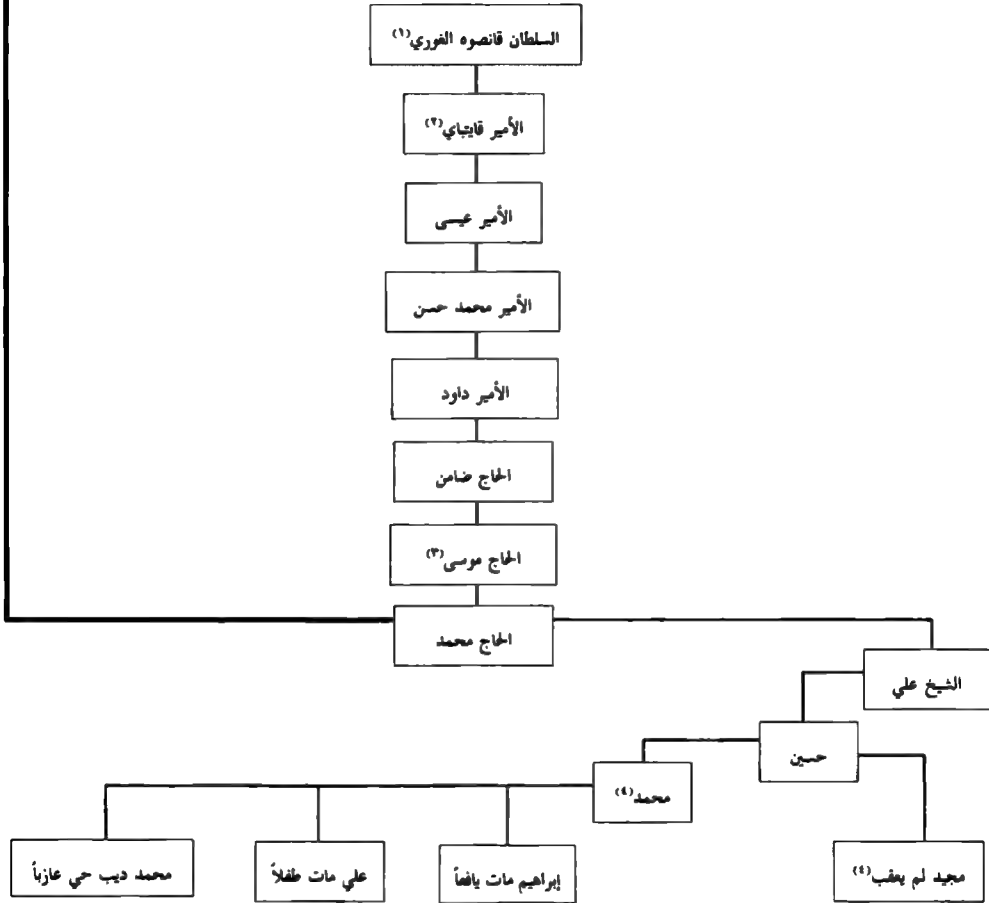 السلطان قانصوه الغوري(١)
الأمير قايتباي(٢)
الأمير عيسى
الأمير محمد حسن
الأمير داود
الحاج ضامن
الحاج موسى(٣)
الحاج محمد
الشيخ علي
حسين
محمد(٤)
مجيد لم يعقب(٤)
إبراهيم مات يافعاً
علي مات طفلاً
محمد ديب حي عازباً